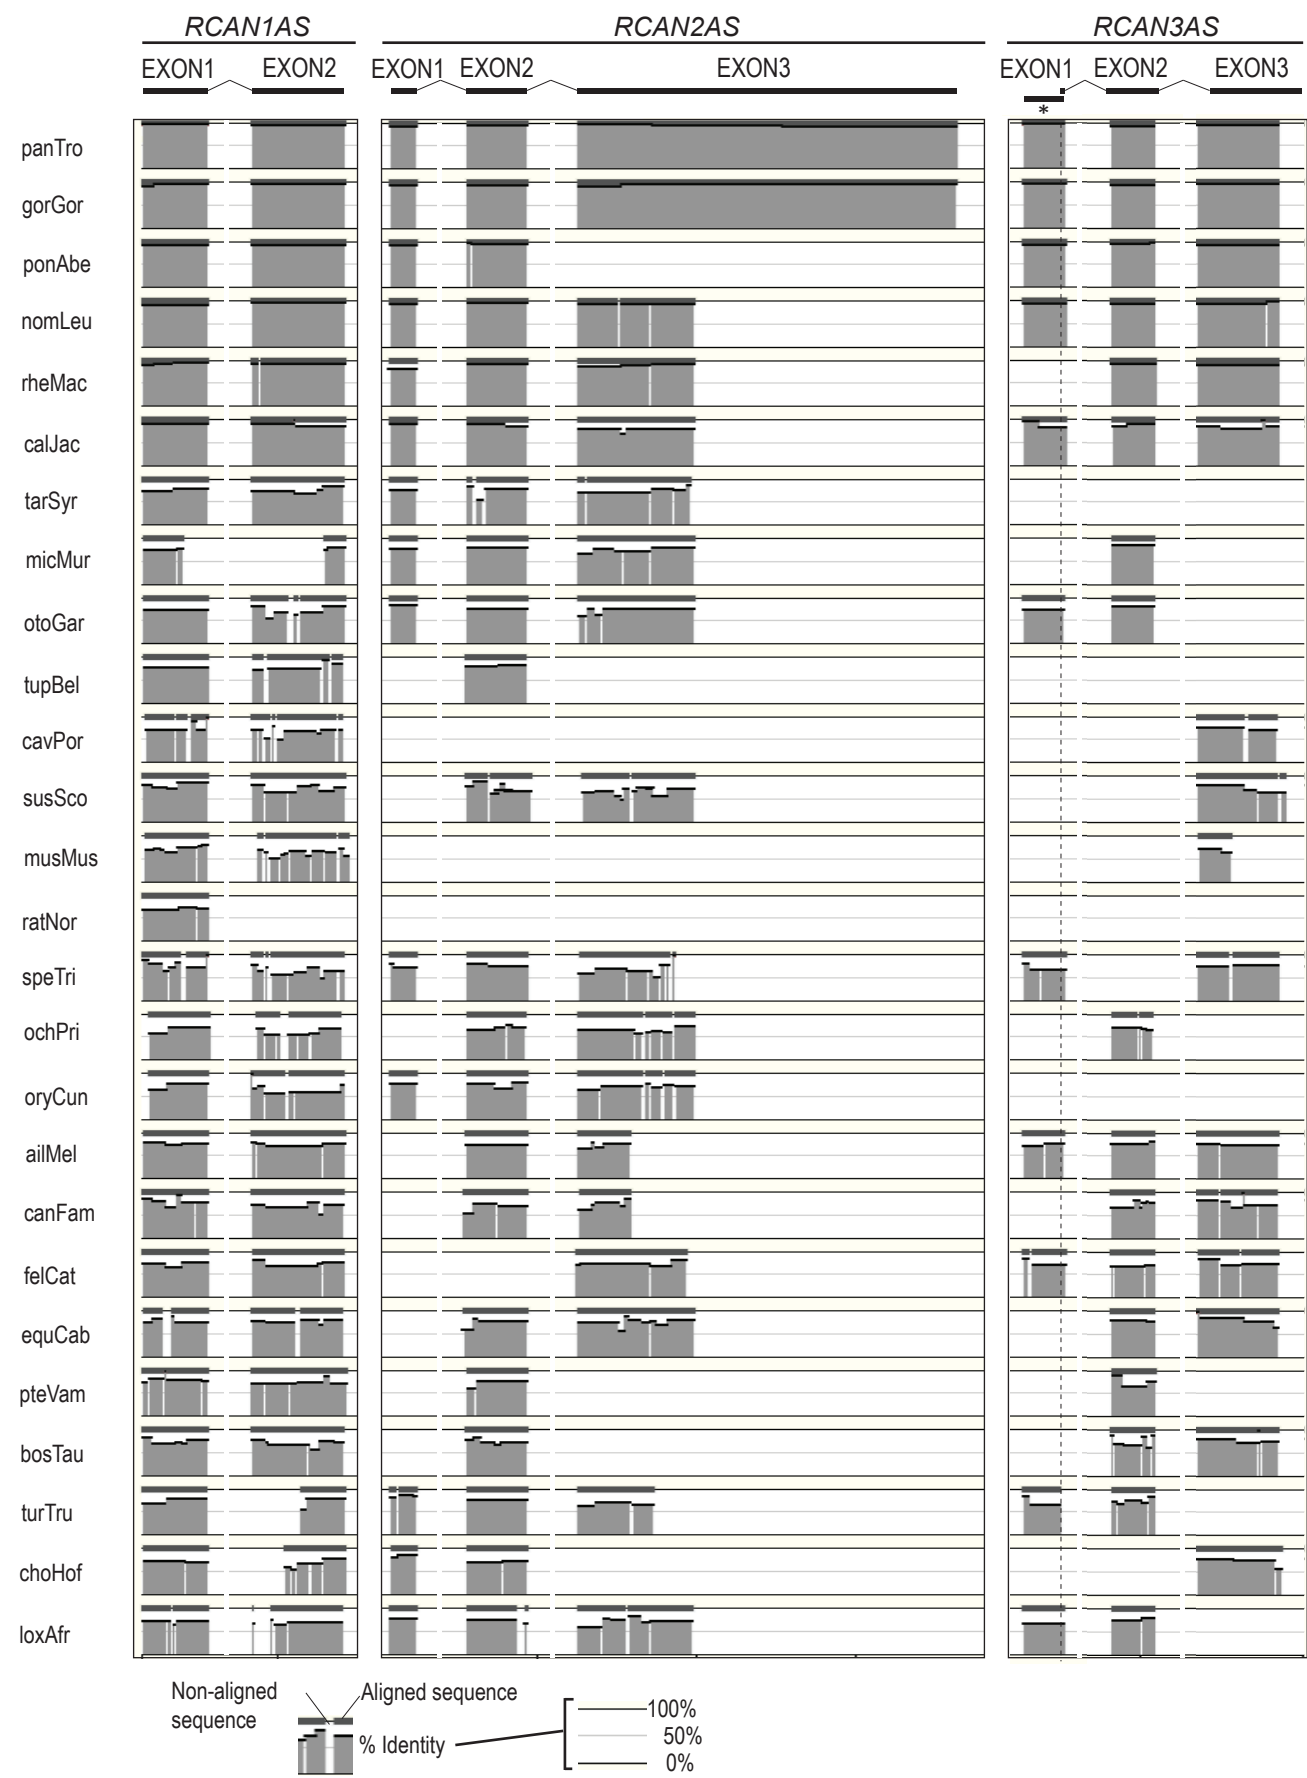 RCAN1AS RCAN2AS RCAN3AS
EXON1 EXON2 EXON1 EXON2 EXON3 EXON1 EXON2 EXON3
*
panTro
gorGor
ponAbe
nomLeu
rheMac
calJac
tarSyr
micMur
otoGar
tupBel
cavPor
susSco
musMus
ratNor
speTri
ochPri
oryCun
ailMel
canFam
felCat
equCab
pteVam
bosTau
turTru
choHof
loxAfr
Non-aligned
sequence
Aligned sequence
% Identity
100%
50%
0%